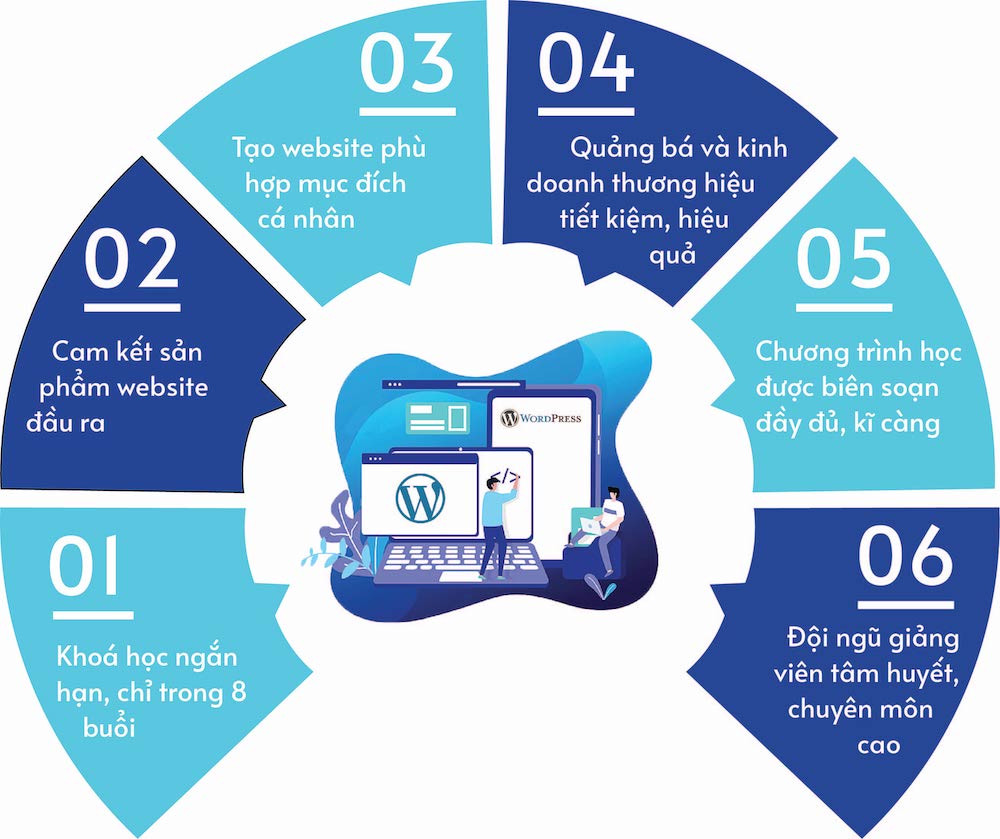 01
Khoá học ngắn
hạn, chỉ trong 8
buổi
02
Cam kết sản
phẩm website
đầu ra
03
Tạo website phù
hợp mục đích
cá nhân
04
Quảng bá và kinh
doanh thương hiệu
tiết kiệm, hiệu
quả
05
Chương trình học
được biên soạn
đầy đủ, kĩ càng
06
Đội ngũ giảng
viên tâm huyết,
chuyên môn
cao
WORDPRESS
</>
W